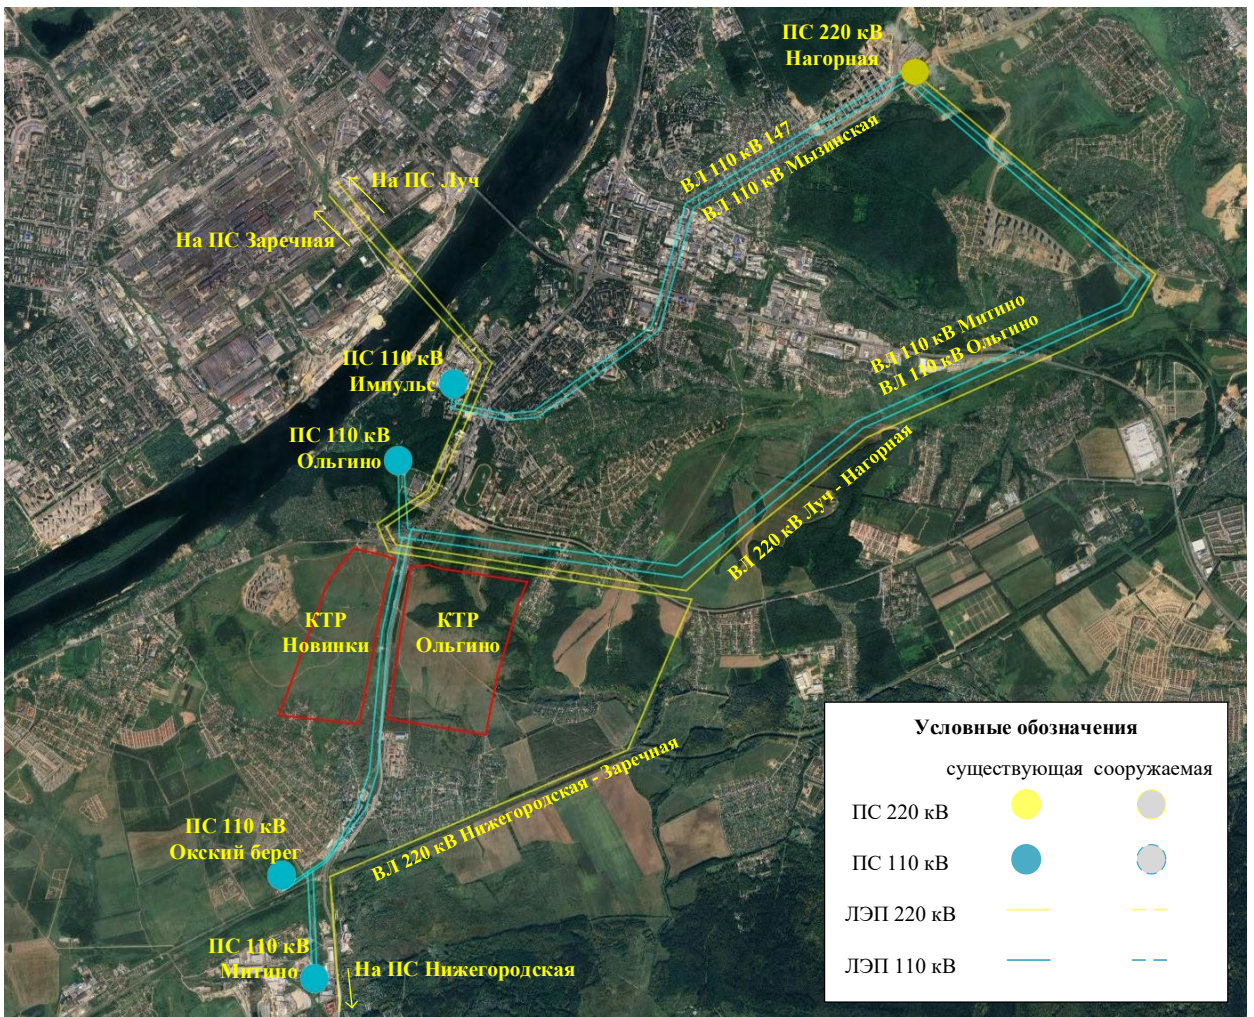 ПС 220 кВ
Нагорная
ВЛ 110 кВ 147
ВЛ 110 кВ Мызинская
На ПС Луч
На ПС Заречная
ВЛ 110 кВ Митино
ВЛ 110 кВ Ольгино
ПС 110 кВ
Импульс
ПС 110 кВ
Ольгино
ВЛ 220 кВ Луч - Нагорная
КТР
Новинки
КТР
Ольгино
ВЛ 220 кВ Нижегородская - Заречная
ПС 110 кВ
Окский берег
ПС 110 кВ
Митино
На ПС Нижегородская
Условные обозначения
существующая сооружаемая
ПС 220 кВ
ПС 110 кВ
ЛЭП 220 кВ
ЛЭП 110 кВ